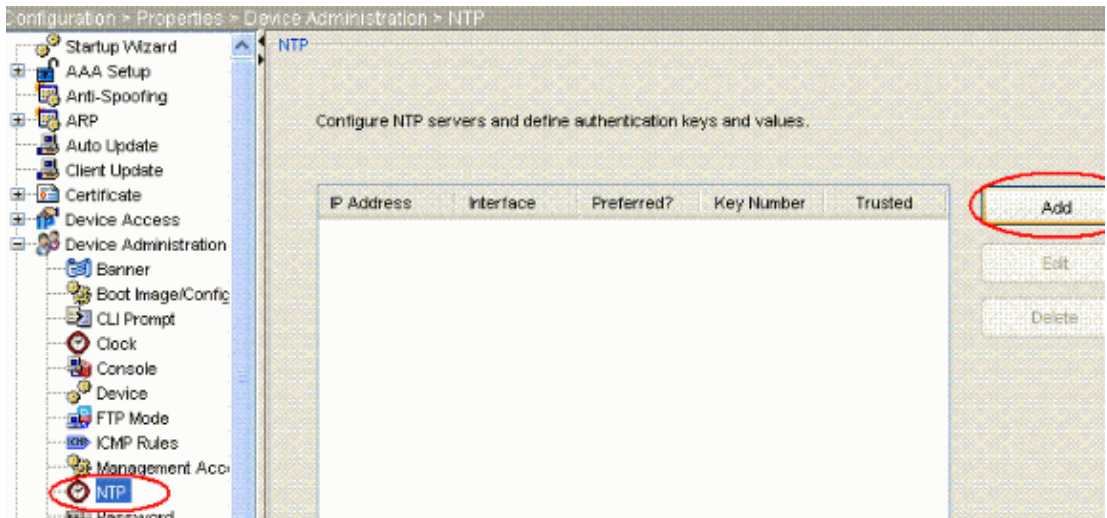 Configuration > Properties > Device Administration > NTP
Startup Wizard
AAA Setup
Anti-Spoofing
ARP
Auto Update
Client Update
Certificate
Device Access
Device Administration
Banner
Boot Image/Config
CLI Prompt
Clock
Console
Device
FTP Mode
ICMP Rules
Management Acc
NTP
Password
NTP
Configure NTP servers and define authentication keys and values.
IP Address Interface Preferred? Key Number Trusted
Add
Edit
Delete